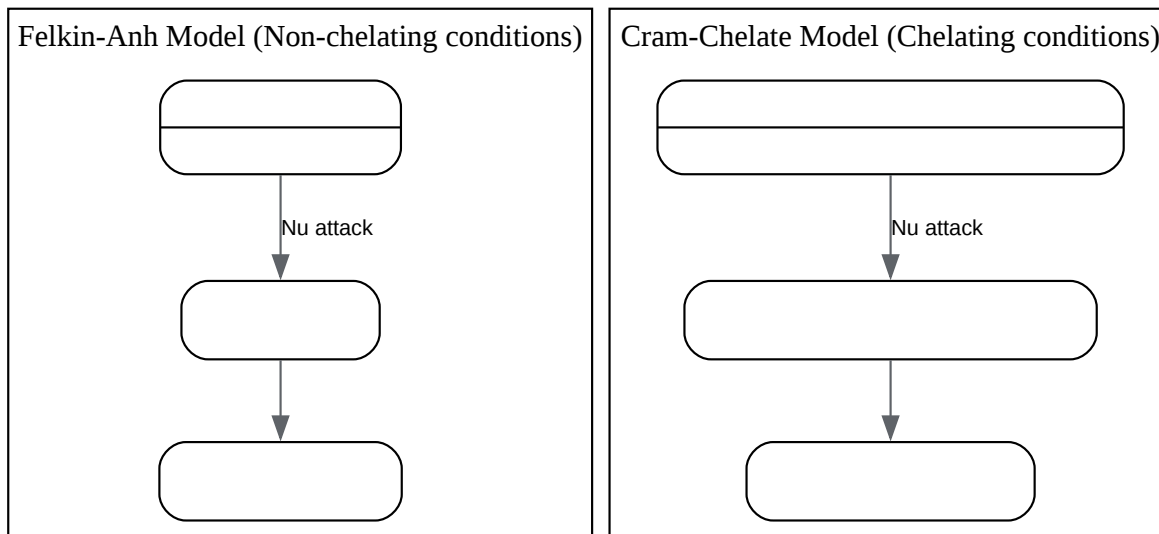 Felkin-Anh Model (Non-chelating conditions)
Nu attack
Cram-Chelate Model (Chelating conditions)
Nu attack